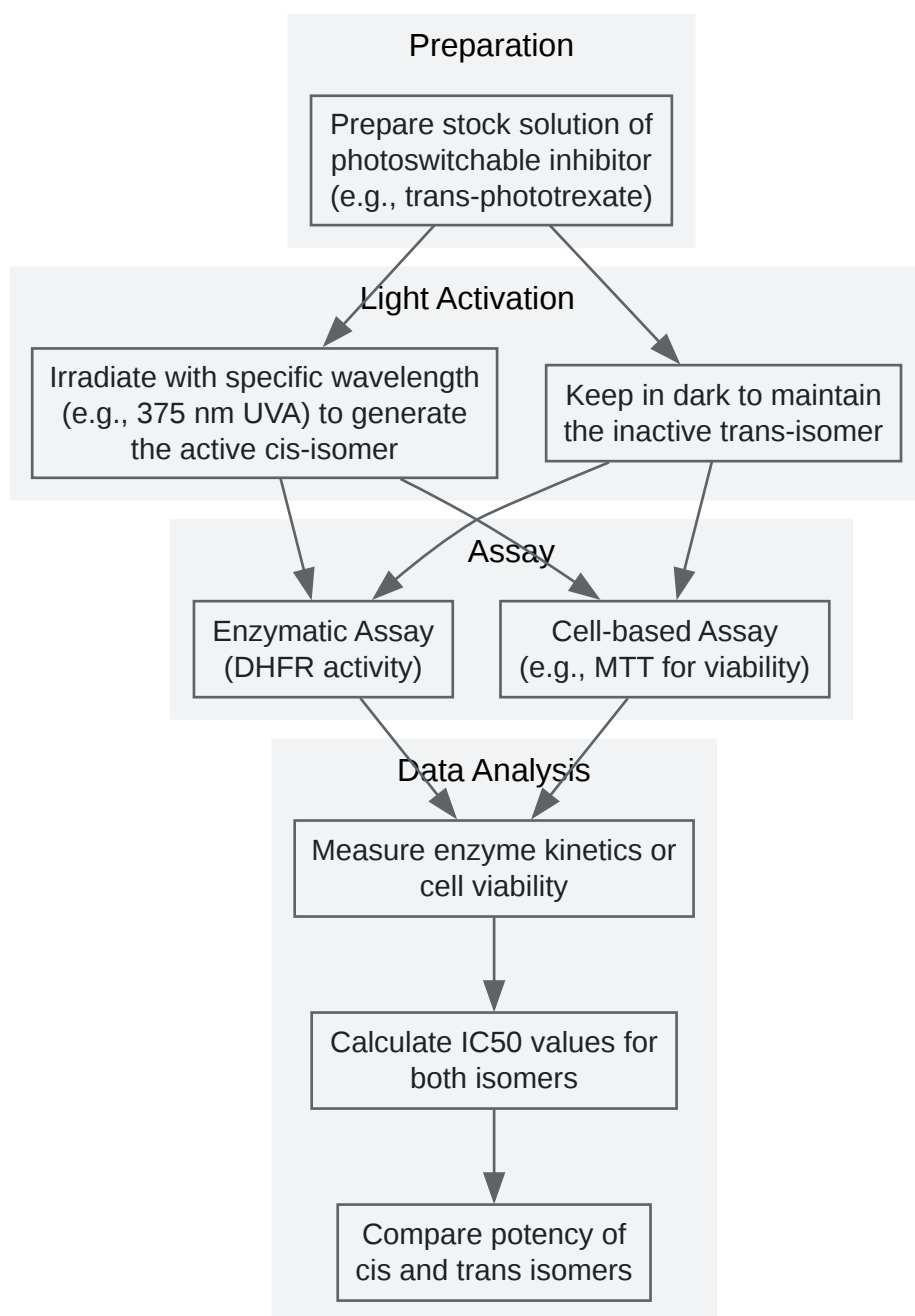 Preparation
Prepare stock solution of
photoswitchable inhibitor
(e.g., trans-phototrexate)
Light Activation
Irradiate with specific wavelength
(e.g., 375 nm UVA) to generate
the active cis-isomer
Keep in dark to maintain
the inactive trans-isomer
Assay
Enzymatic Assay
(DHFR activity)
Cell-based Assay
(e.g., MTT for viability)
Data Analysis
Measure enzyme kinetics or
cell viability
Calculate IC50 values for
both isomers
Compare potency of
cis and trans isomers